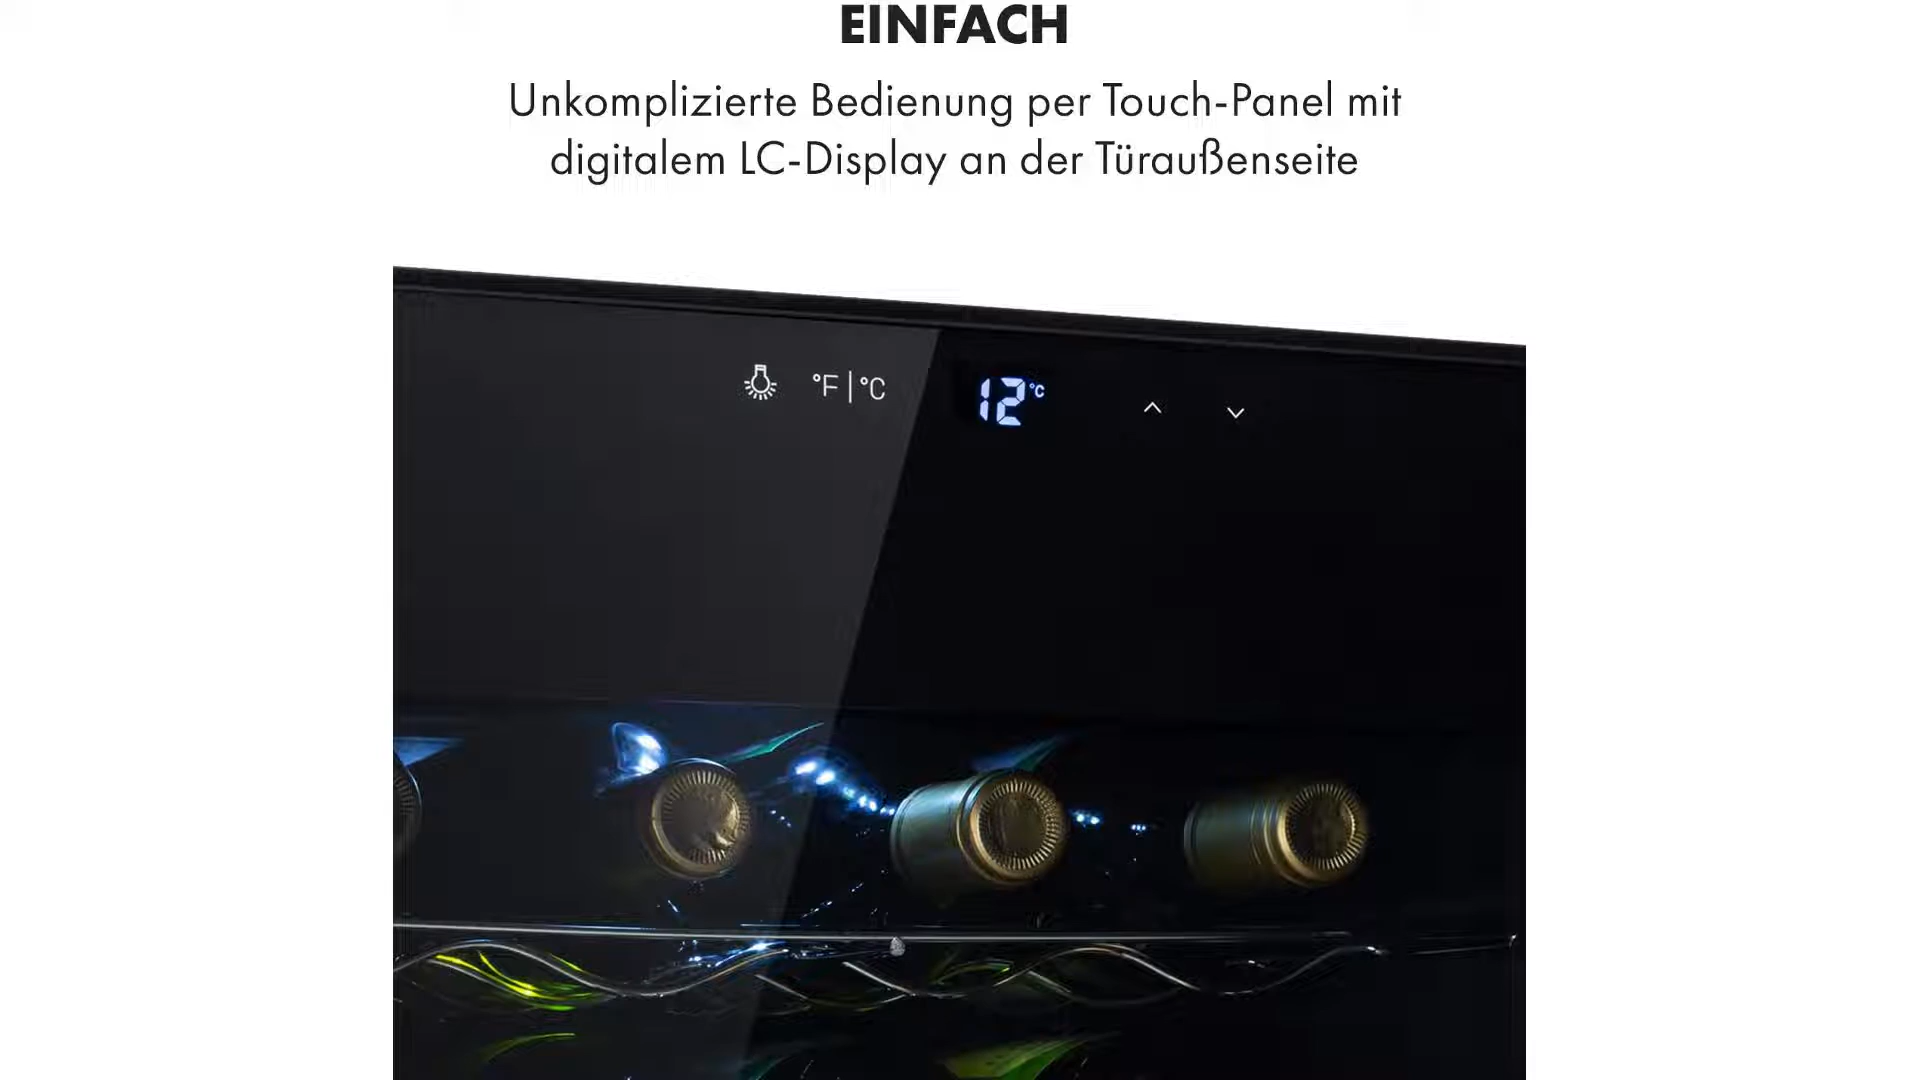 EINFACH
Unkomplizierte Bedienung per Touch-Panel mit
digitalem LC-Display an der Türaußenseite
°F|°C 12°C